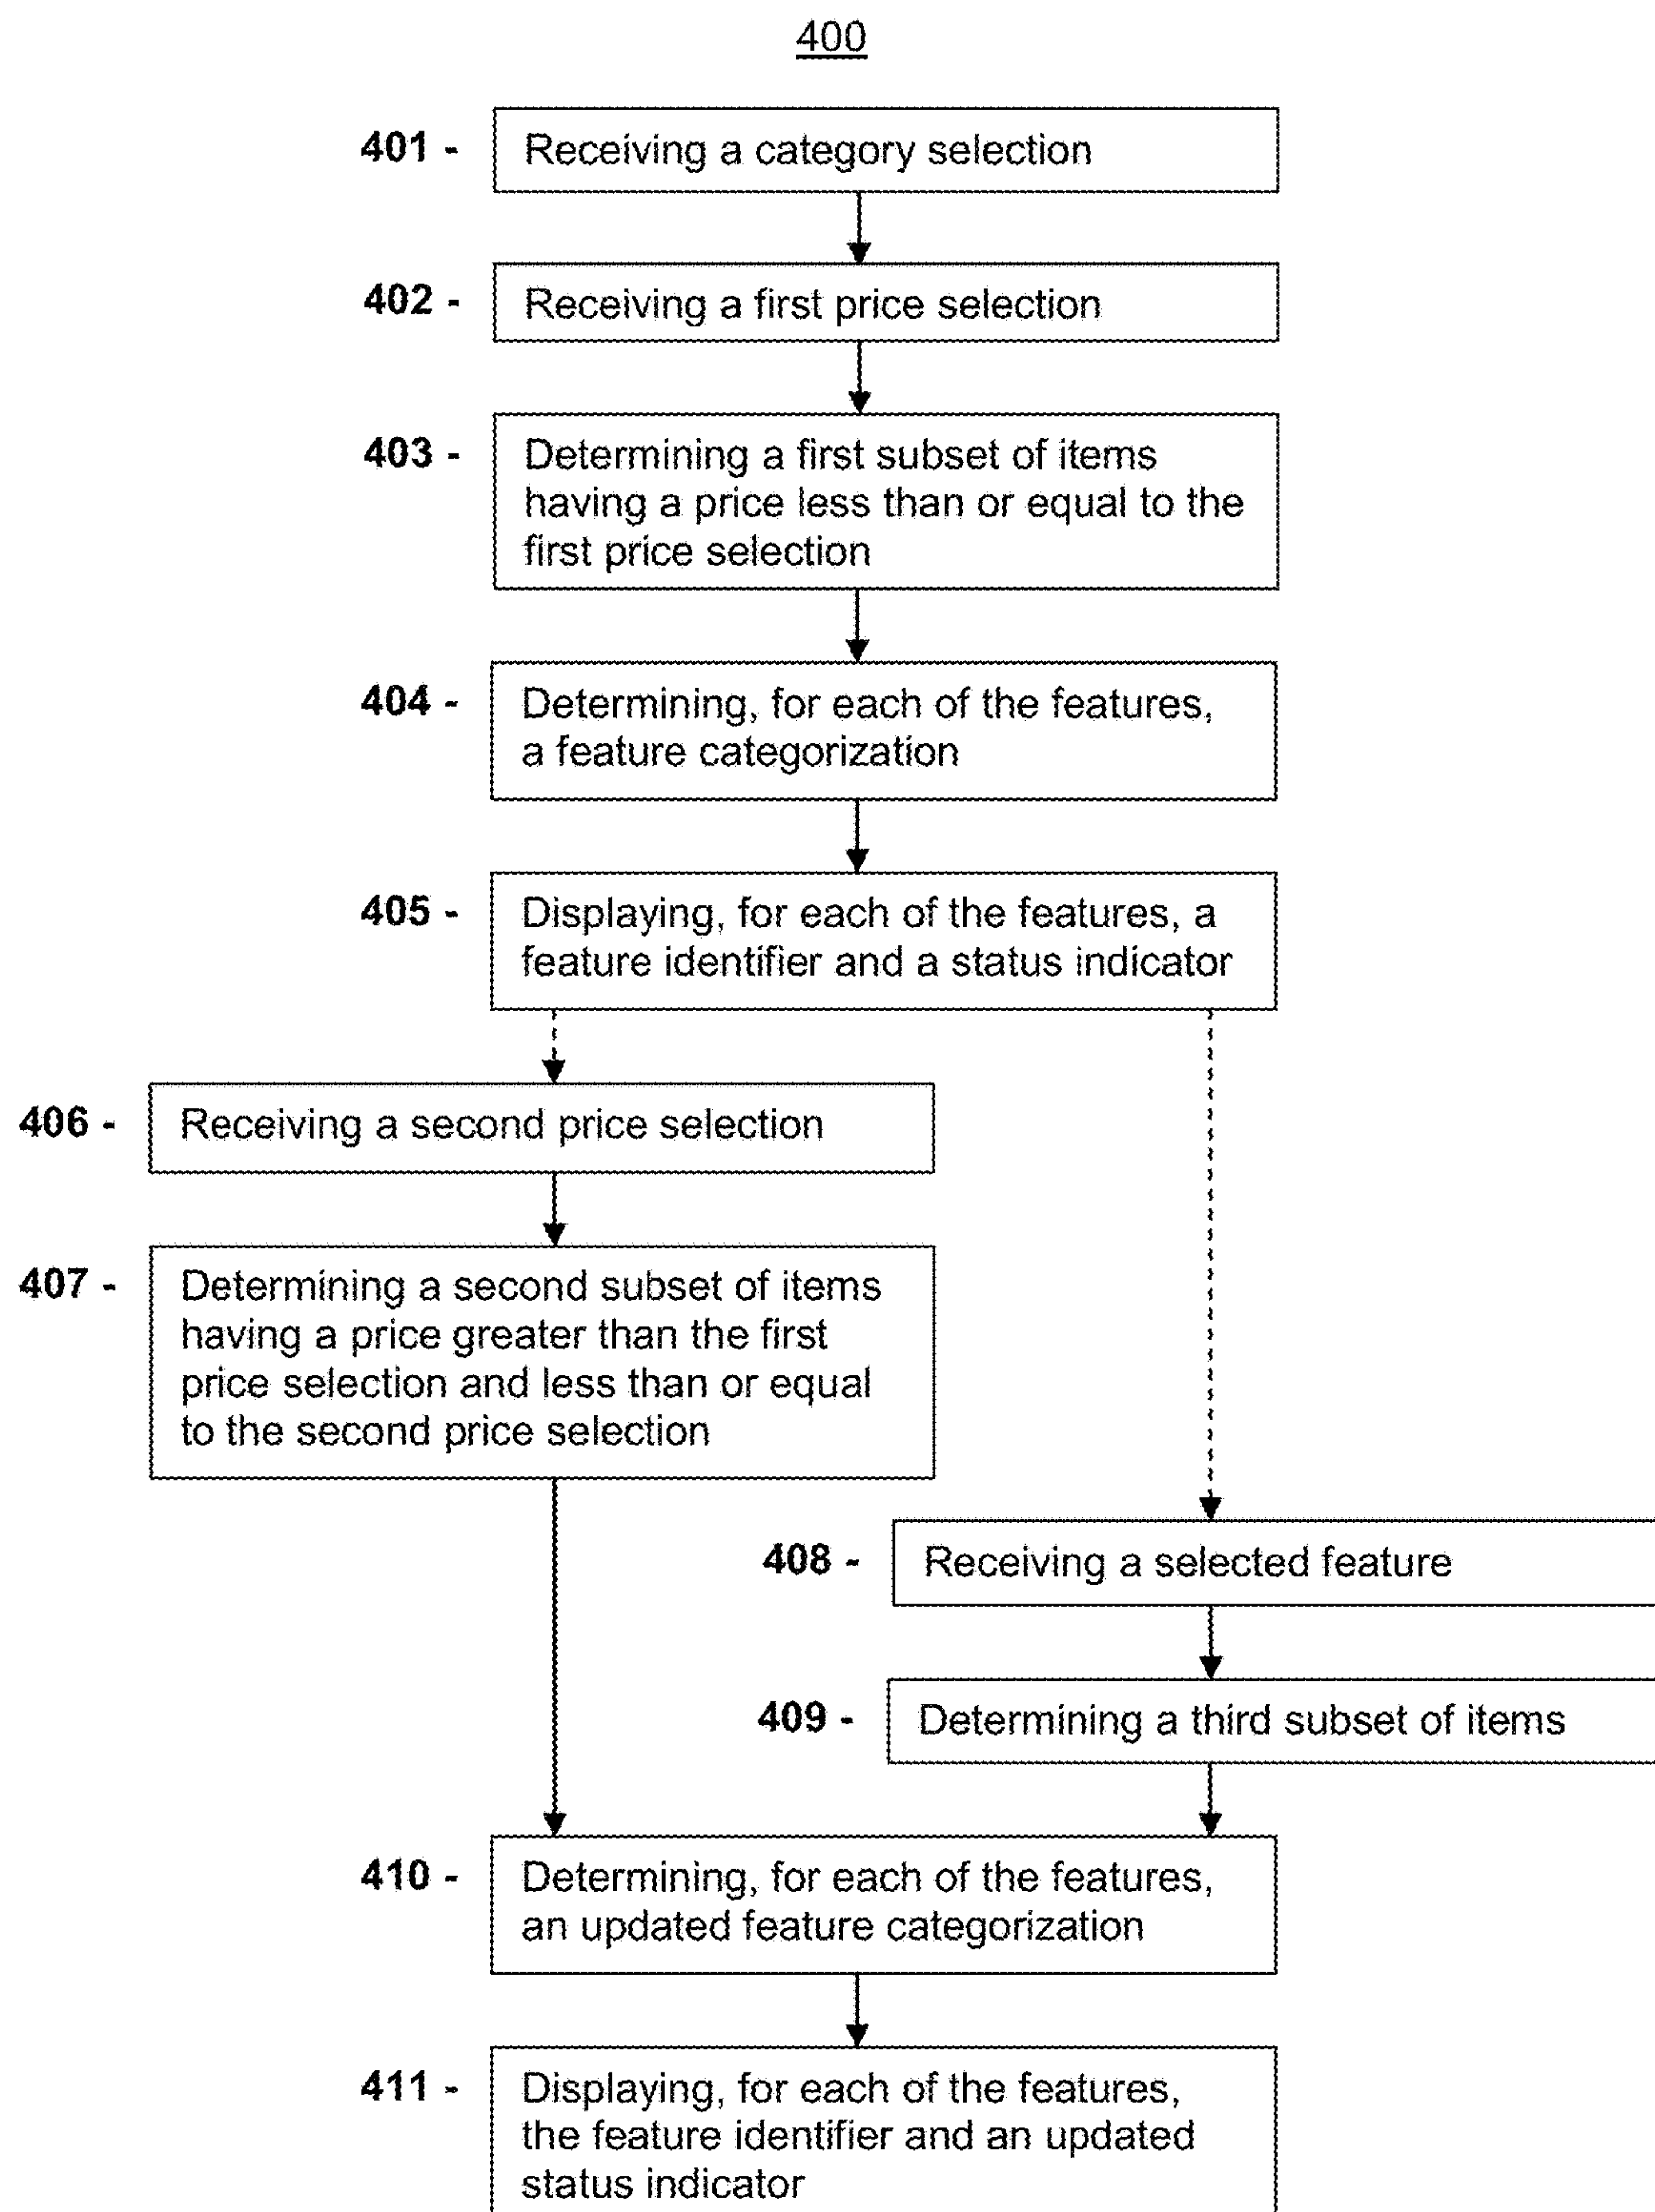 400
401 -
Receiving a category selection
402 -
Receiving a first price selection
403 -
Determining a first subset of items
having a price less than or equal to the
first price selection
404 -
Determining, for each of the features,
a feature categorization
405 -
Displaying, for each of the features, a
feature identifier and a status indicator
406 -
Receiving a second price selection
407 -
Determining a second subset of items
having a price greater than the first
price selection and less than or equal
to the second price selection
408 -
Receiving a selected feature
409 -
Determining a third subset of items
410 -
Determining, for each of the features,
an updated feature categorization
411 -
Displaying, for each of the features,
the feature identifier and an updated
status indicator